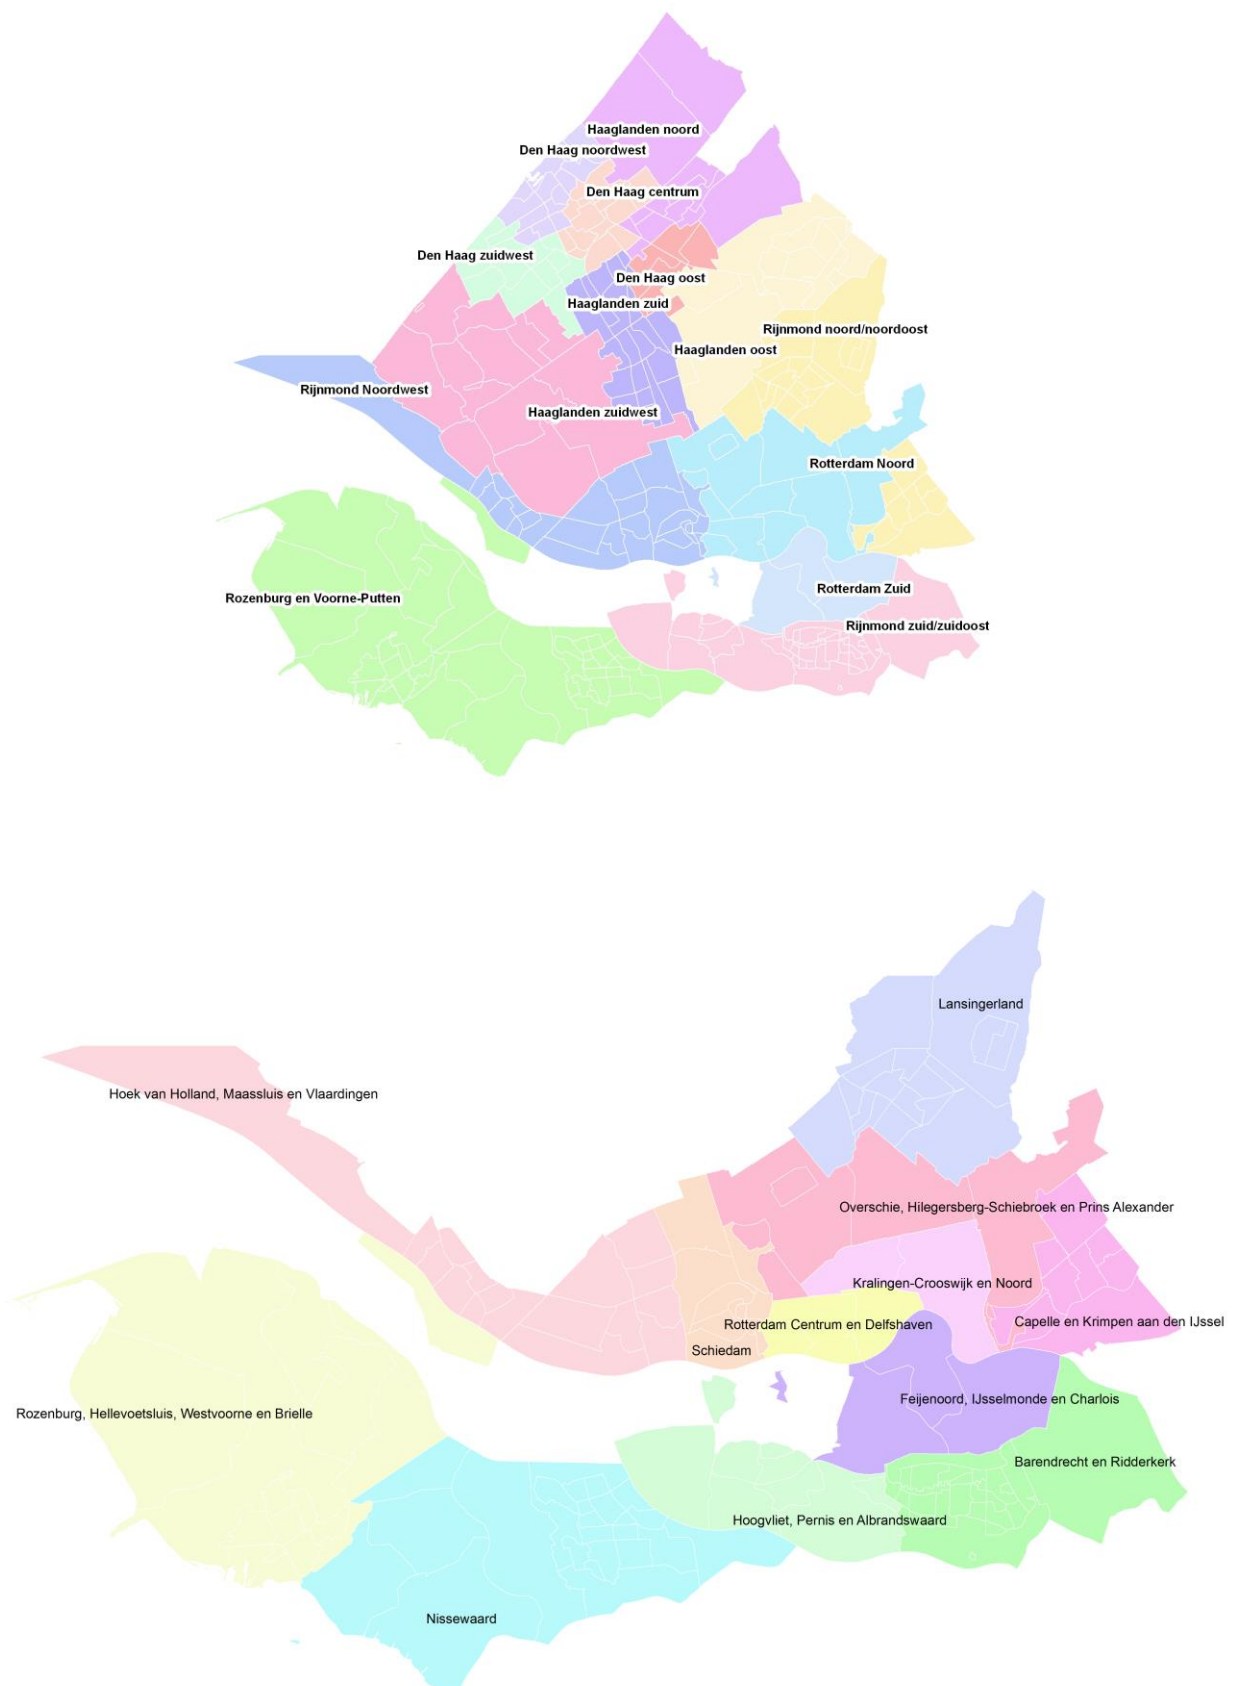 Haaglanden noord
Den Haag noordwest
Den Haag centrum
Den Haag zuidwest
Den Haag oost
Haaglanden zuid
Rijnmond noord/noordoost
Haaglanden oost
Rijnmond Noordwest
Haaglanden zuidwest
Rotterdam Noord
Rotterdam Zuid
Rozenburg en Voorne-Putten
Rijnmond zuid/zuidoost
Lansingerland
Hoek van Holland, Maassluis en Vlaardingen
Overschie, Hilegersberg-Schiebroek en Prins Alexander
Kralingen-Crooswijk en Noord
Rotterdam Centrum en Delfshaven
Capelle en Krimpen aan den IJssel
Schiedam
Feijenoord, IJsselmonde en Charlois
Rozenburg, Hellevoetsluis, Westvoorne en Brielle
Barendrecht en Ridderkerk
Hoogvliet, Pernis en Albrandswaard
Nissewaard